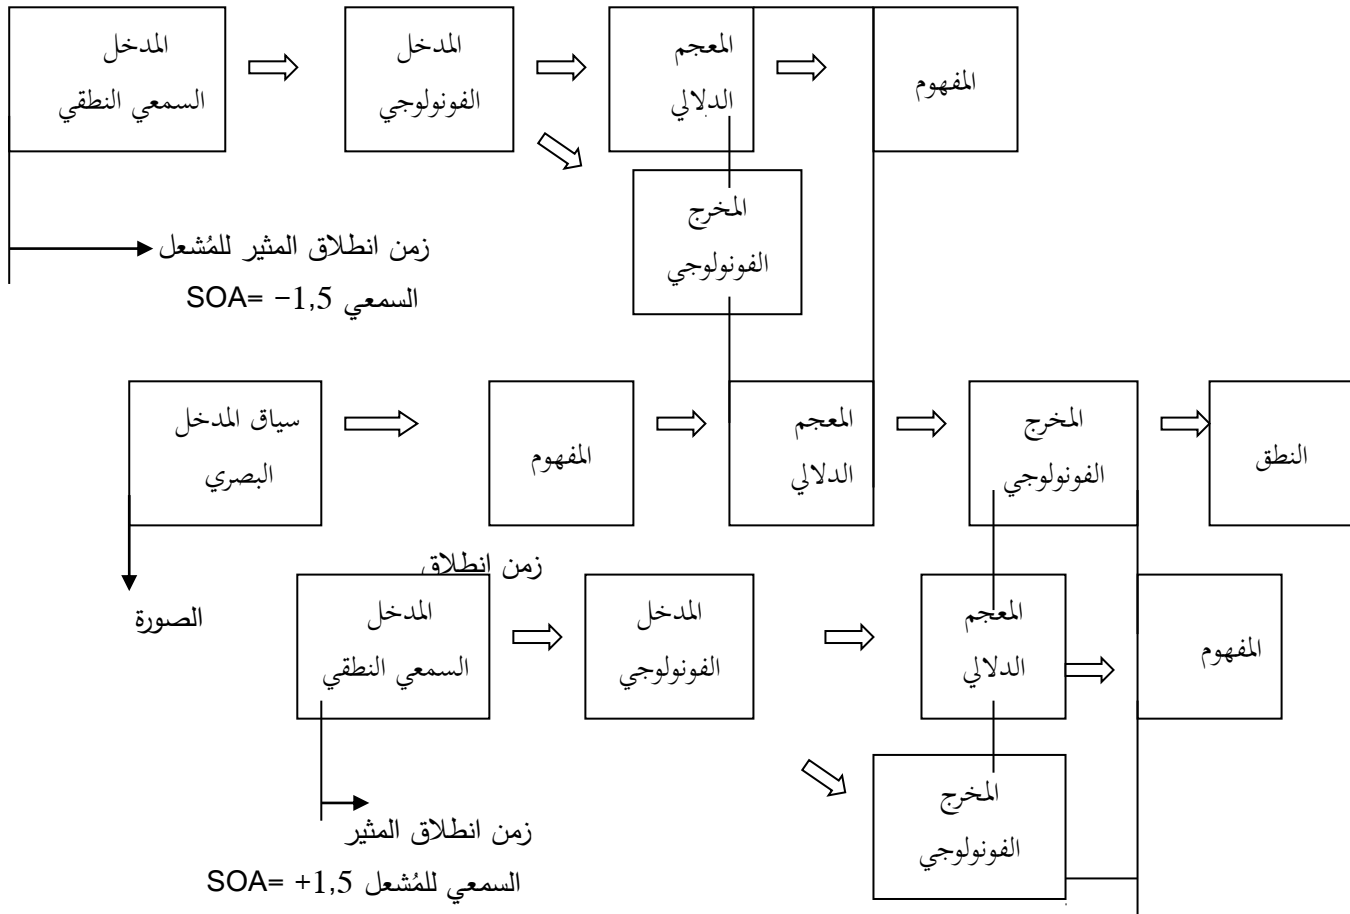 المدخل
السمعي النطقي
المدخل
الفونولوجي
المعجم
الدلالي
المفهوم
المخرج
الفونولوجي
زمن انطلاق المثير للمُشعل
السمعي SOA= −1,5
سياق المدخل
البصري
المفهوم
المعجم
الدلالي
المخرج
الفونولوجي
النطق
زمن انطلاق
الصورة
المدخل
السمعي النطقي
المدخل
الفونولوجي
المعجم
الدلالي
المفهوم
المخرج
الفونولوجي
زمن انطلاق المثير
السمعي للمُشعل SOA= +1,5